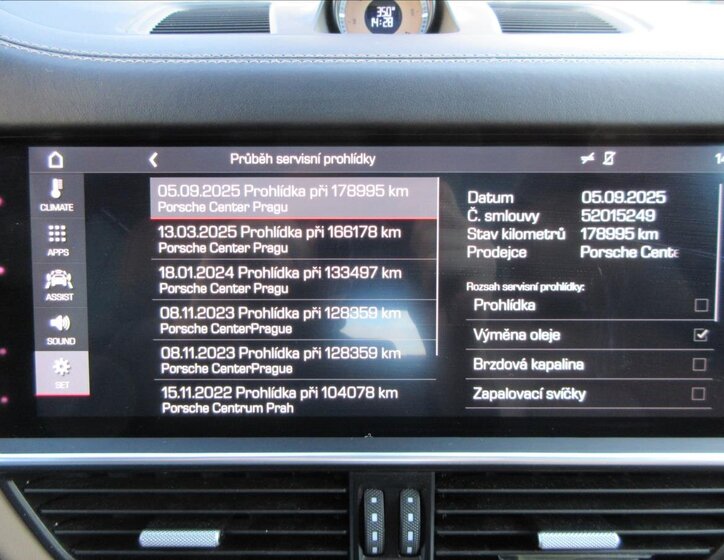 350°
14:28
Průběh servisní prohlídky
14
CLIMATE
APPS
ASSIST
SOUND
SET
05.09.2025 Prohlídka při 178995 km
Porsche Center Pragu
13.03.2025 Prohlídka při 166178 km
Porsche Center Pragu
18.01.2024 Prohlídka při 133497 km
Porsche Center Pragu
08.11.2023 Prohlídka při 128359 km
Porsche CenterPrague
08.11.2023 Prohlídka při 128359 km
Porsche CenterPrague
15.11.2022 Prohlídka při 104078 km
Porsche Centrum Prah
Datum 05.09.2025
Č. smlouvy 52015249
Stav kilometrů 178995 km
Prodejce Porsche Cente
Rozsah servisní prohlídky:
Prohlídka
Výměna oleje
Brzdová kapalina
Zapalovací svíčky